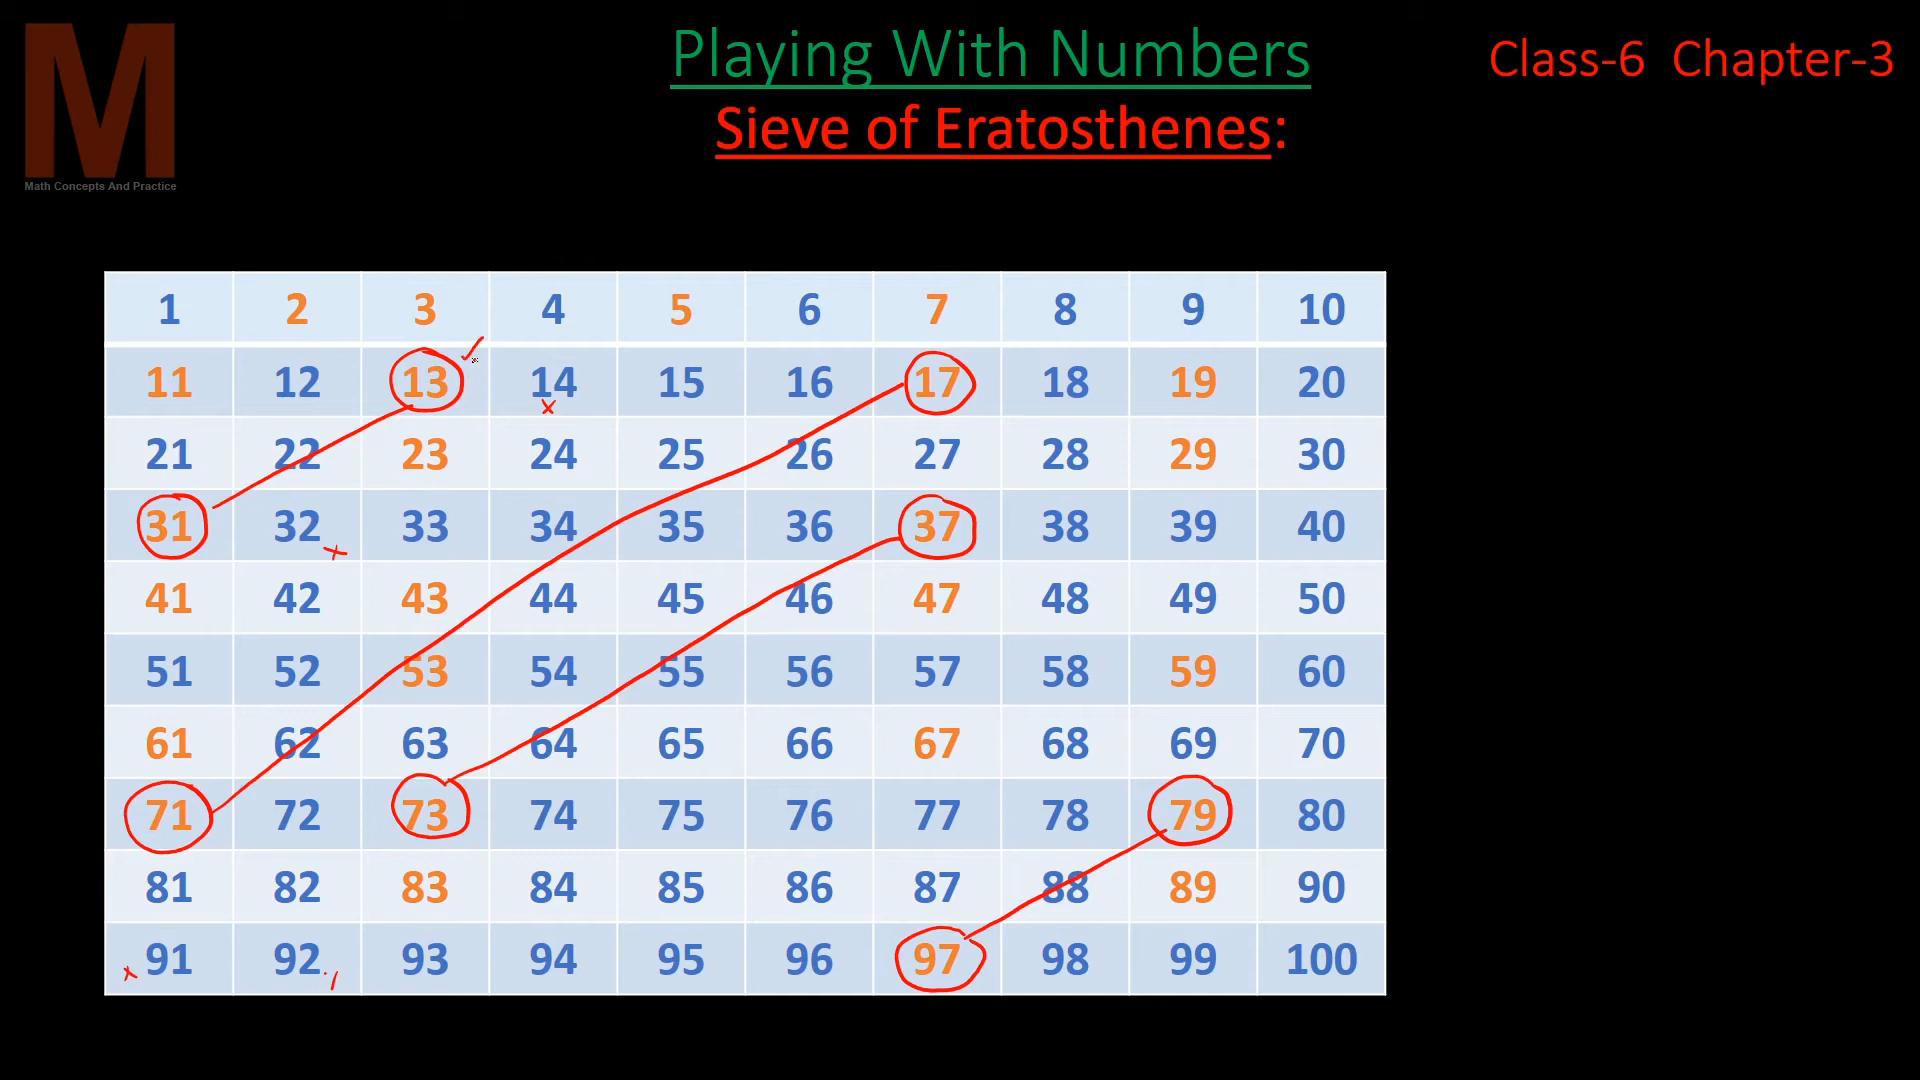 Playing With Numbers
Class-6 Chapter-3
Sieve of Eratosthenes:
M
Math Concepts And Practice
1 2 3 4 5 6 7 8 9 10
11 12 13 14 15 16 17 18 19 20
21 22 23 24 25 26 27 28 29 30
31 32 33 34 35 36 37 38 39 40
41 42 43 44 45 46 47 48 49 50
51 52 53 54 55 56 57 58 59 60
61 62 63 64 65 66 67 68 69 70
71 72 73 74 75 76 77 78 79 80
81 82 83 84 85 86 87 88 89 90
91 92 93 94 95 96 97 98 99 100